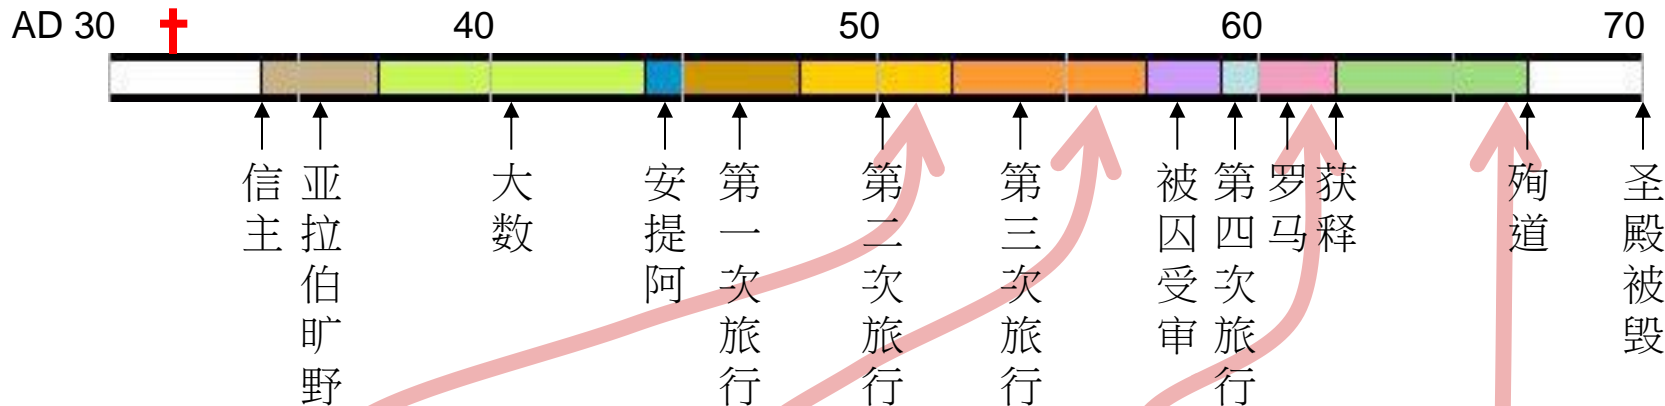 AD 30 40 50 60 70
信主
亚拉伯旷野
大数
安提阿
第一次旅行
第二次旅行
第三次旅行
被囚受审
第四次旅行
罗马
获释
殉道
圣殿被毁